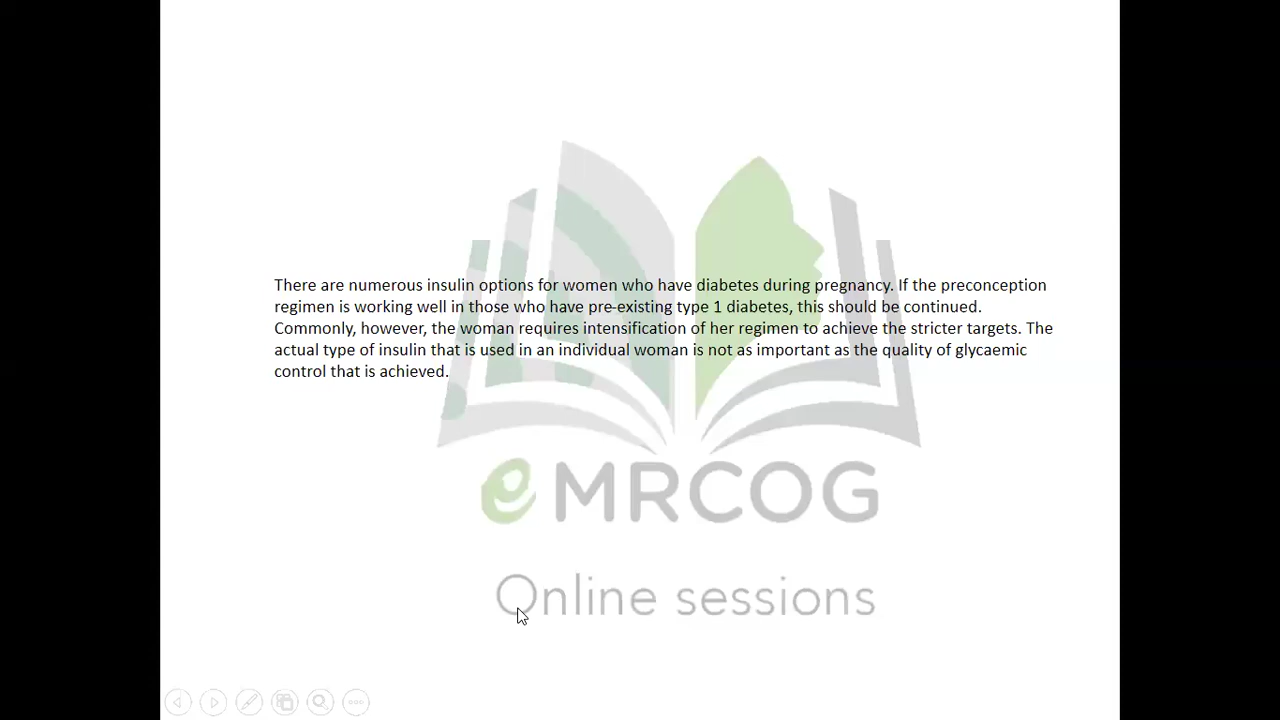 There are numerous insulin options for women who have diabetes during pregnancy. If the preconception
regimen is working well in those who have pre-existing type 1 diabetes, this should be continued.
Commonly, however, the woman requires intensification of her regimen to achieve the stricter targets. The
actual type of insulin that is used in an individual woman is not as important as the quality of glycaemic
control that is achieved.
eMRCOG
Online sessions